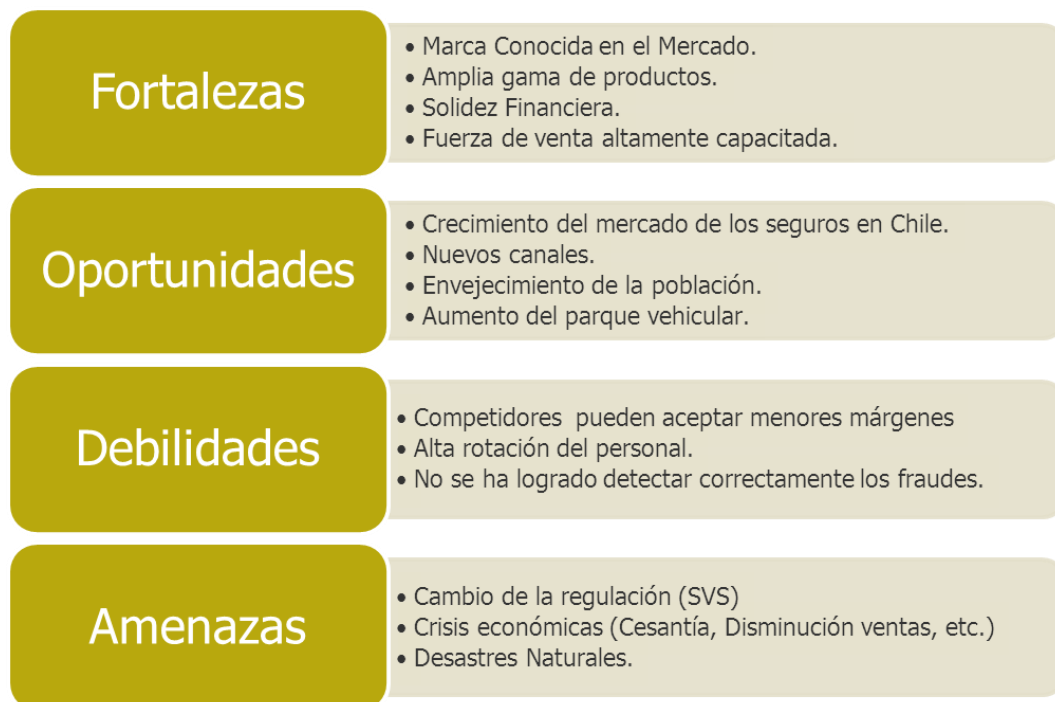 Fortalezas
• Marca Conocida en el Mercado.
• Amplia gama de productos.
• Solidez Financiera.
• Fuerza de venta altamente capacitada.
Oportunidades
• Crecimiento del mercado de los seguros en Chile.
• Nuevos canales.
• Envejecimiento de la población.
• Aumento del parque vehicular.
Debilidades
• Competidores pueden aceptar menores márgenes
• Alta rotación del personal.
• No se ha logrado detectar correctamente los fraudes.
Amenazas
• Cambio de la regulación (SVS)
• Crisis económicas (Cesantía, Disminución ventas, etc.)
• Desastres Naturales.